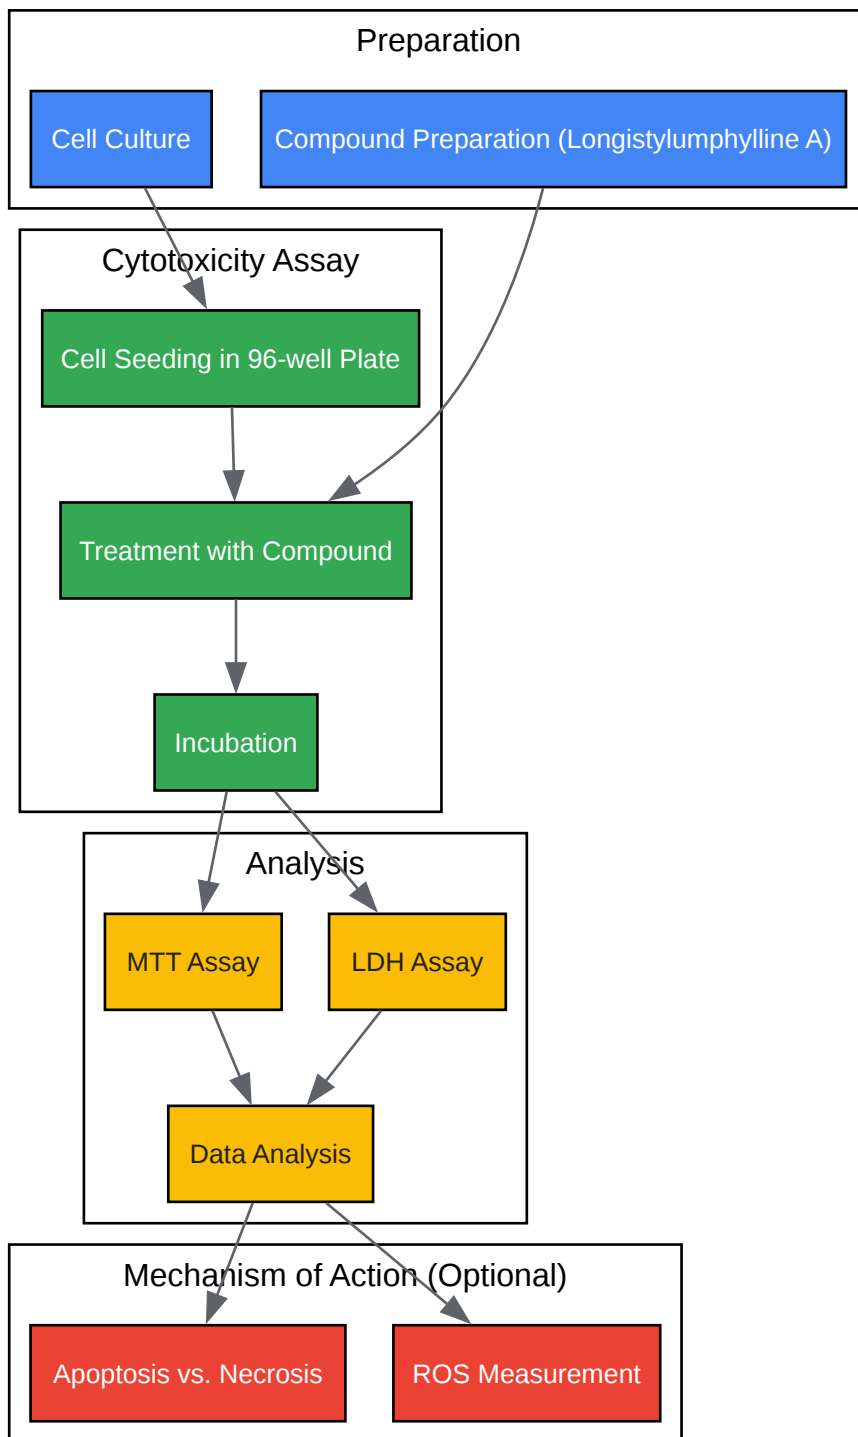 Preparation
Cell Culture
Compound Preparation (Longistylumphylline A)
Cytotoxicity Assay
Cell Seeding in 96-well Plate
Treatment with Compound
Incubation
Analysis
MTT Assay
LDH Assay
Data Analysis
Mechanism of Action (Optional)
Apoptosis vs. Necrosis
ROS Measurement